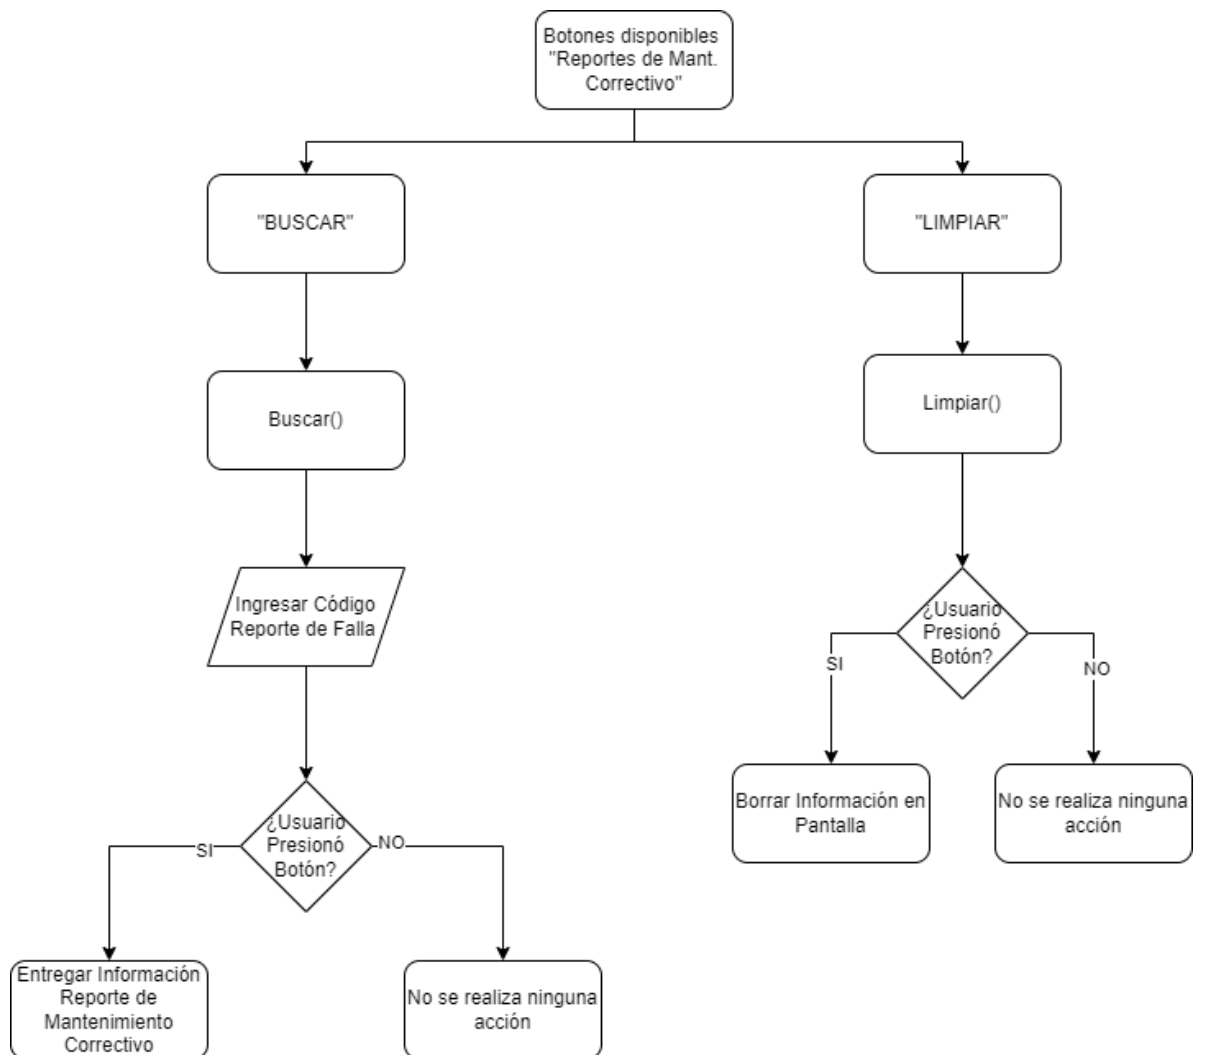 Botones disponibles
"Reportes de Mant.
Correctivo"
"BUSCAR"
"LIMPIAR"
Buscar()
Limpiar()
Ingresar Código
Reporte de Falla
¿Usuario
Presionó
Botón?
SI
NO
Borrar Información en
Pantalla
No se realiza ninguna
acción
¿Usuario
Presionó
Botón?
SI
NO
Entregar Información
Reporte de
Mantenimiento
Correctivo
No se realiza ninguna
acción